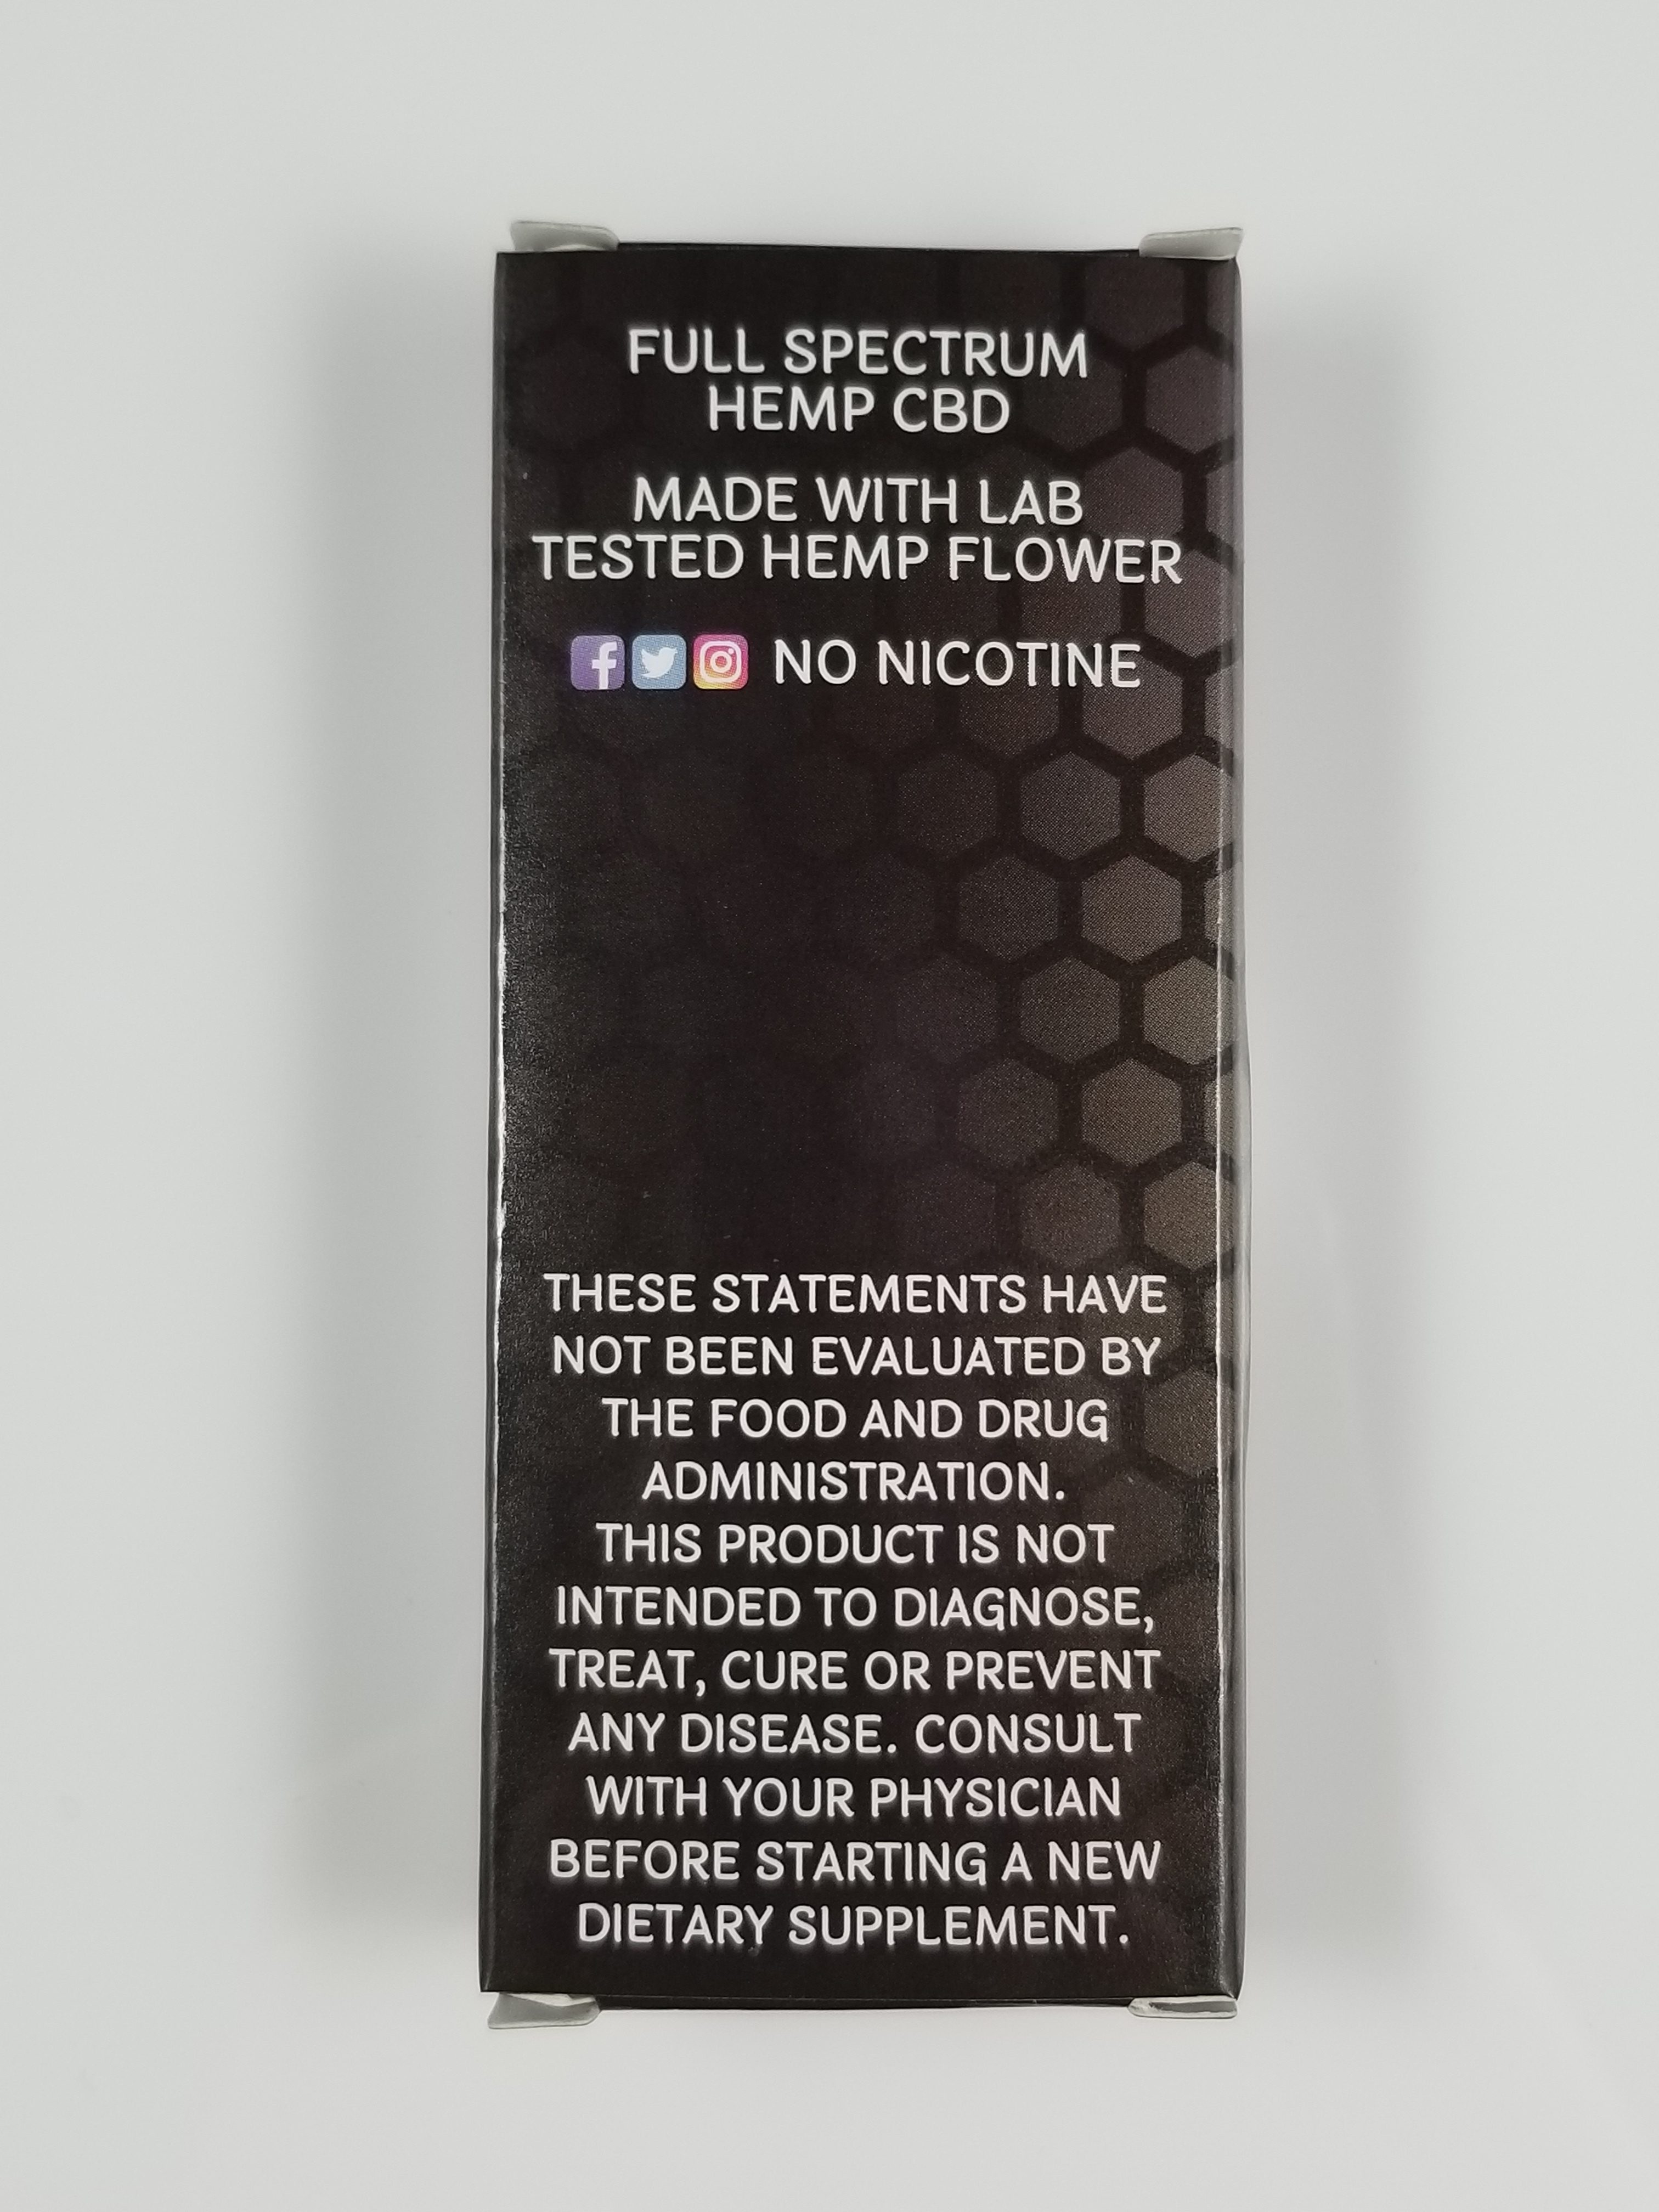 FULL SPECTRUM
HEMP CBD
MADE WITH LAB
TESTED HEMP FLOWER
NO NICOTINE
THESE STATEMENTS HAVE
NOT BEEN EVALUATED BY
THE FOOD AND DRUG
ADMINISTRATION.
THIS PRODUCT IS NOT
INTENDED TO DIAGNOSE,
TREAT, CURE OR PREVENT
ANY DISEASE. CONSULT
WITH YOUR PHYSICIAN
BEFORE STARTING A NEW
DIETARY SUPPLEMENT.